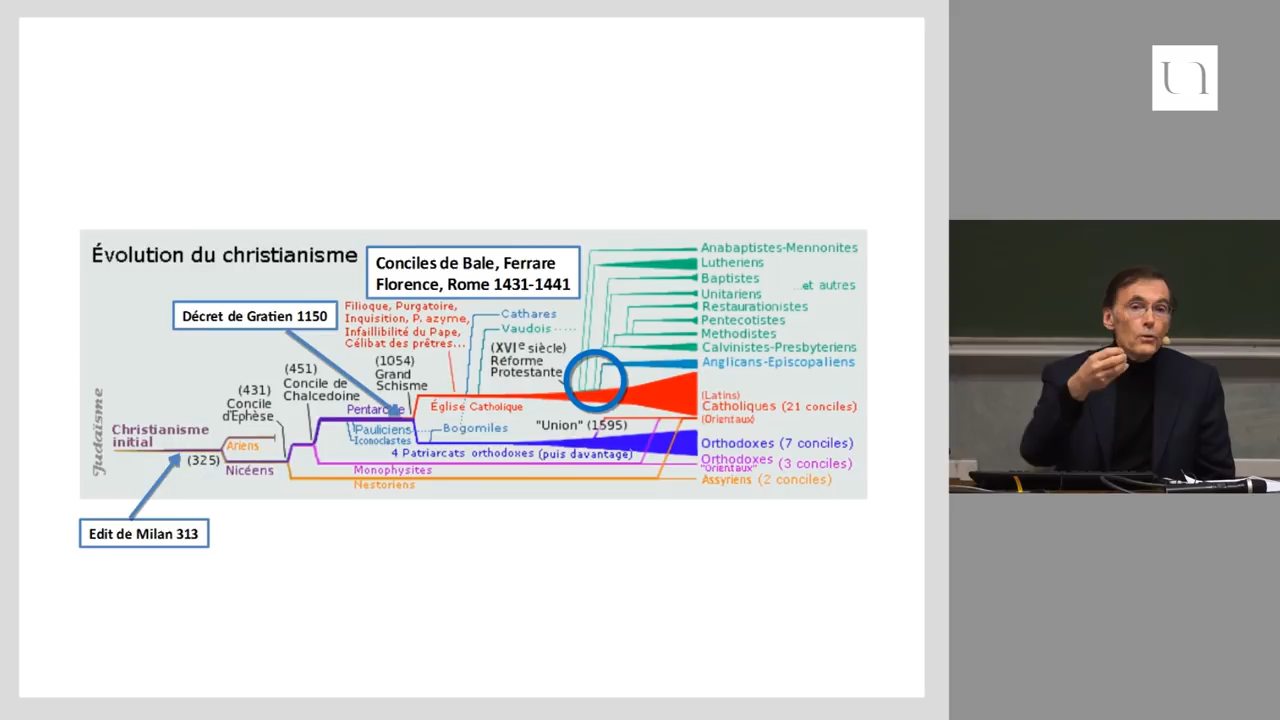 Évolution du christianisme
Conciles de Bale, Ferrare
Florence, Rome 1431-1441
Décret de Gratien 1150
Edit de Milan 313
Judaïsme
Christianisme
initial
(325)
Ariens
Nicéens
(431)
Concile
d'Ephèse
(451)
Concile de
Chalcedoine
Filioque, Purgatoire,
Inquisition, P. azyme,
Infaillibilité du Pape,
Célibat des prêtres...
(1054)
Grand
Schisme
Pentarchie
Pauliciens
Iconoclastes
Bogomiles
Cathares
Vaudois
(XVIe siècle)
Réforme
Protestante
Église Catholique
"Union" (1595)
4 Patriarcats orthodoxes (puis davantage)
Monophysites
Nestoriens
Anabaptistes-Mennonites
Lutheriens
Baptistes
...et autres
Unitariens
Restaurationistes
Pentecotistes
Methodistes
Calvinistes-Presbyteriens
Anglicans-Episcopaliens
(Latins)
Catholiques (21 conciles)
(Orientaux)
Orthodoxes (7 conciles)
Orthodoxes (3 conciles)
"Orientaux"
Assyriens (2 conciles)
un